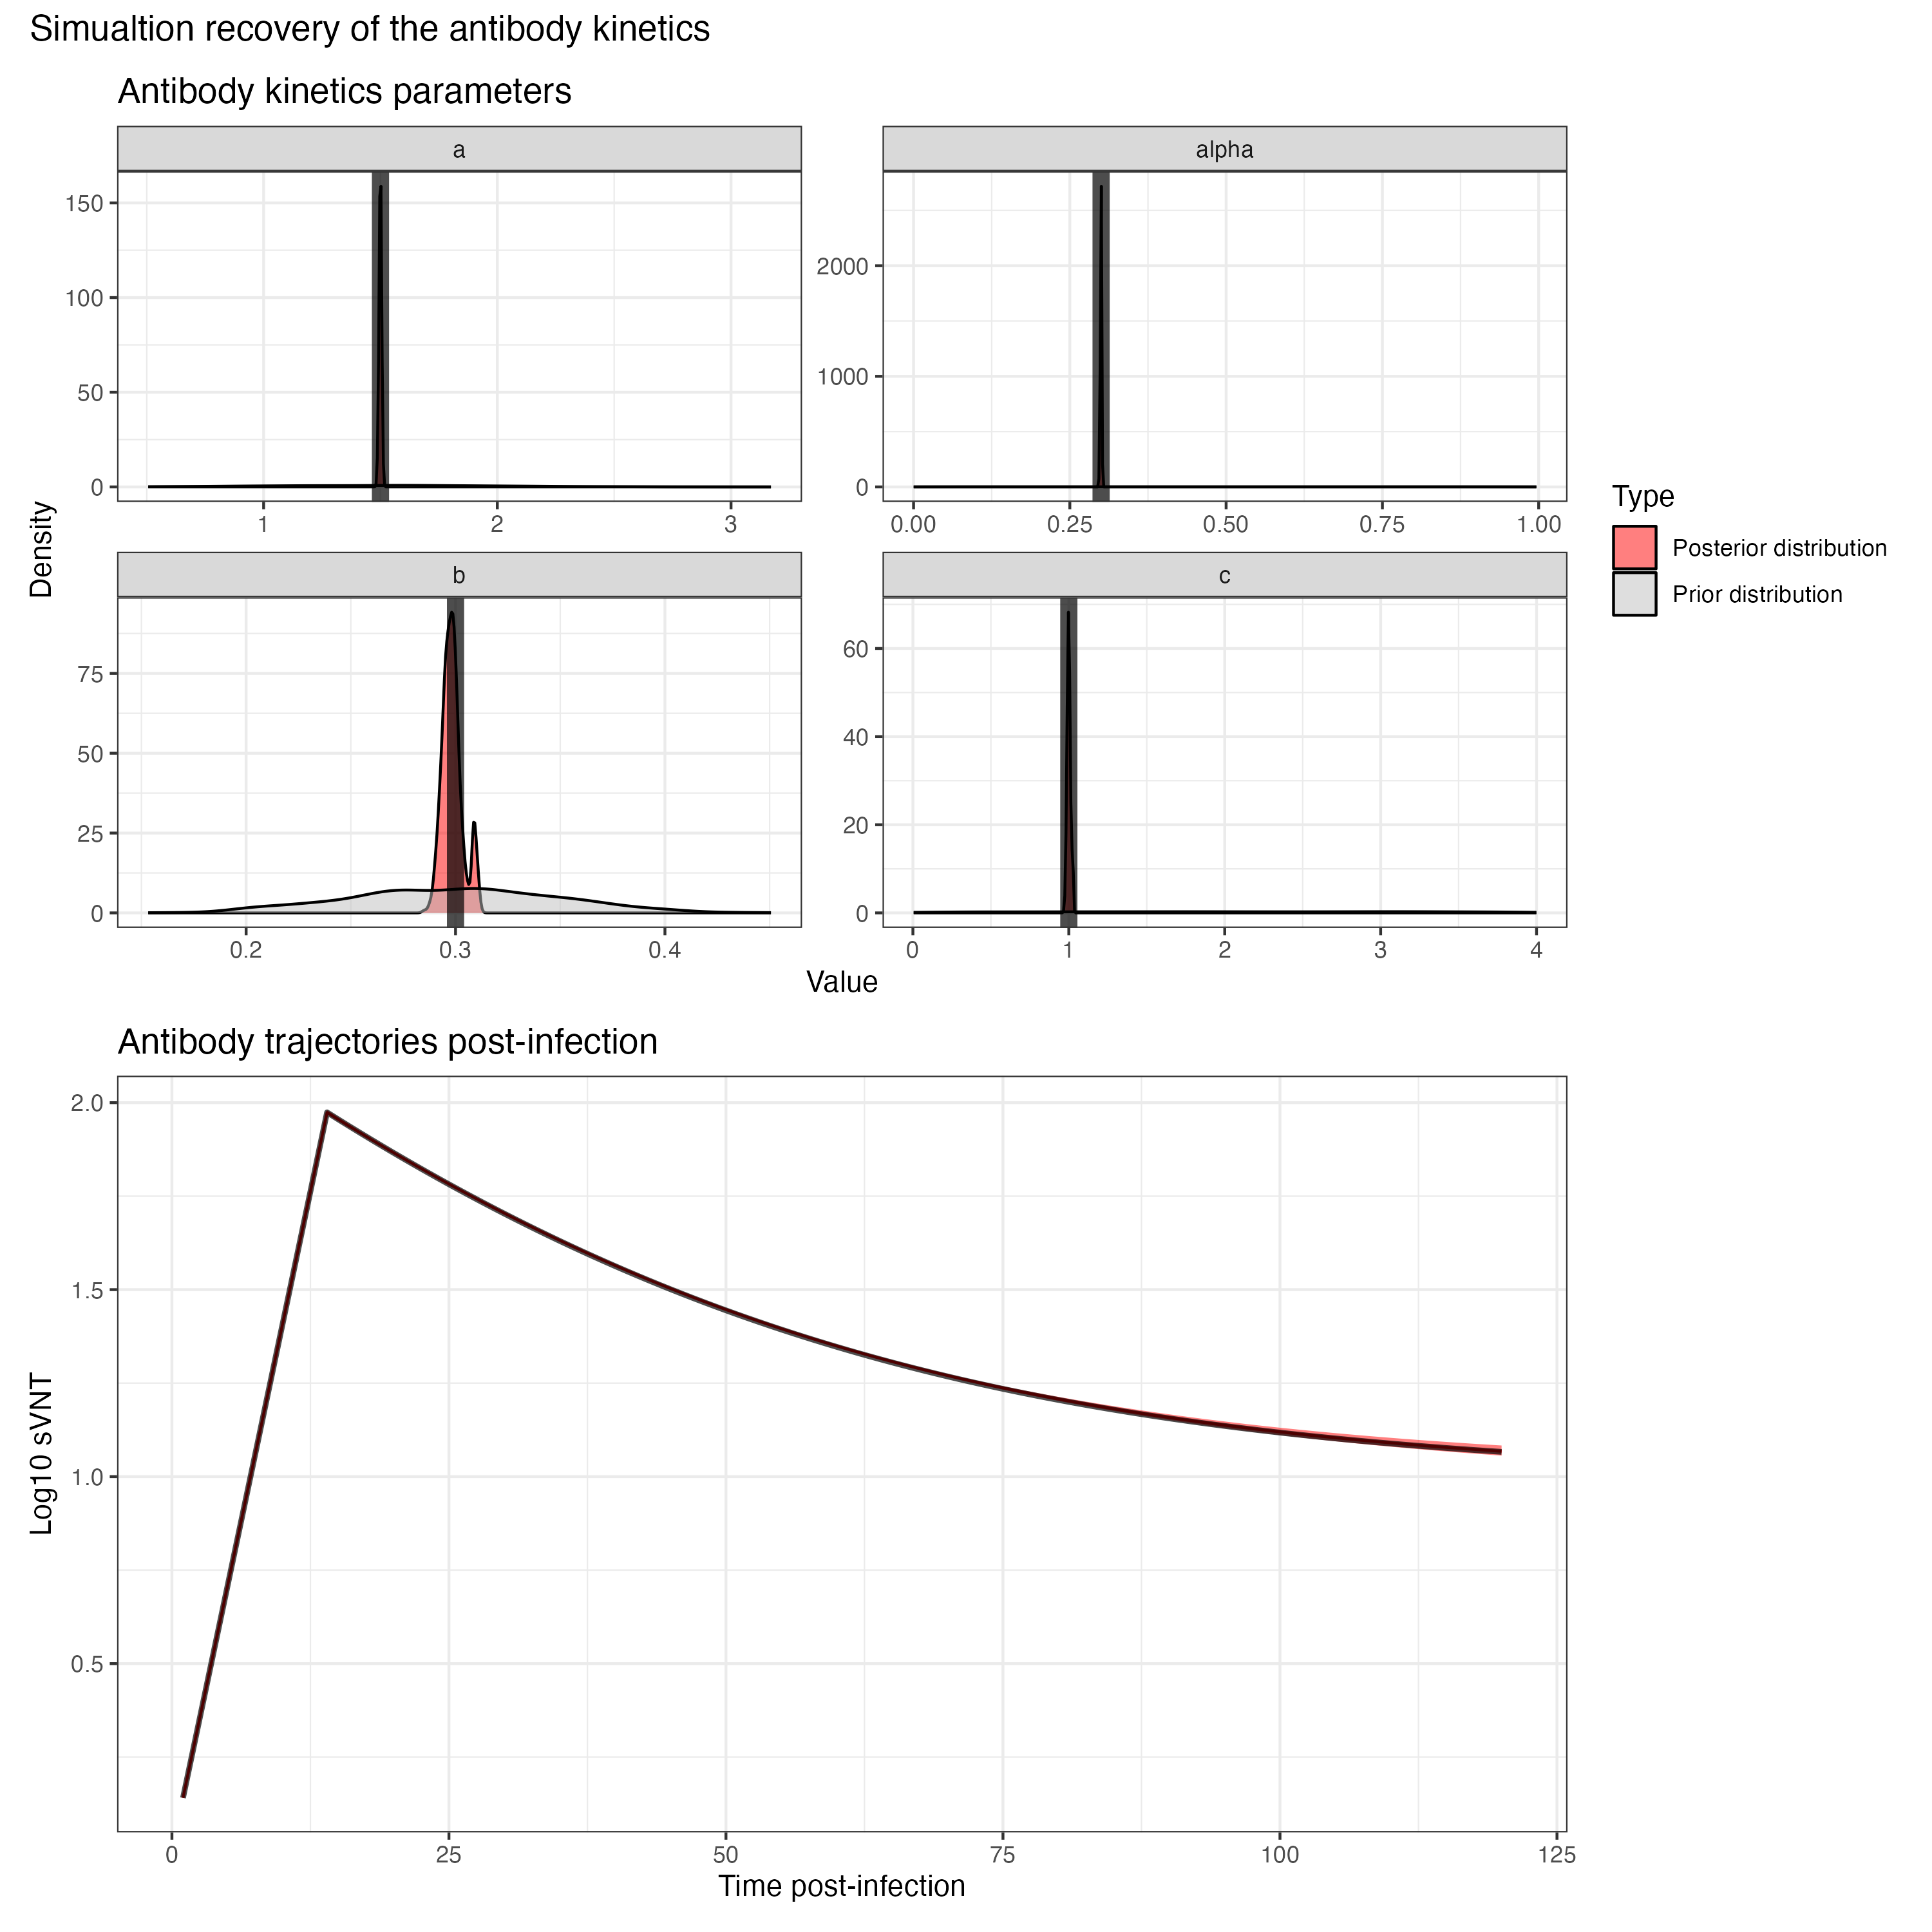 Simualtion recovery of the antibody kinetics
Antibody kinetics parameters
a
alpha
150
100
50
0
2000
1000
0
1
2
3
0.00
0.25
0.50
0.75
1.00
Density
b
c
75
50
25
0
60
40
20
0
0.2
0.3
0.4
0
1
2
3
4
Value
Type
Posterior distribution
Prior distribution
Antibody trajectories post-infection
Log10 sVNT
2.0
1.5
1.0
0.5
0
25
50
75
100
125
Time post-infection